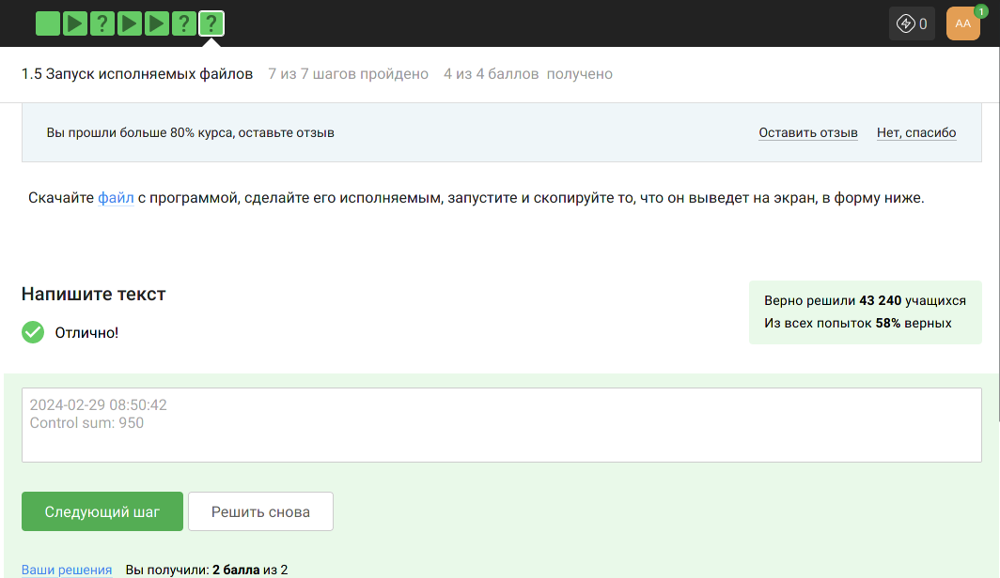 ? ? ?
0
AA
1
1.5 Запуск исполняемых файлов 7 из 7 шагов пройдено 4 из 4 баллов получено
Вы прошли больше 80% курса, оставьте отзыв Оставить отзыв Нет, спасибо
Скачайте файл с программой, сделайте его исполняемым, запустите и скопируйте то, что он выведет на экран, в форму ниже.
Напишите текст
Верно решили 43 240 учащихся
Из всех попыток 58% верных
Отлично!
2024-02-29 08:50:42
Control sum: 950
Следующий шаг Решить снова
Ваши решения Вы получили: 2 балла из 2